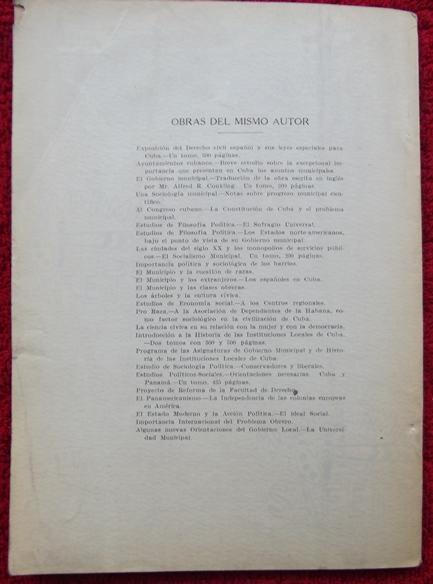 OBRAS DEL MISMO AUTOR
Exposición del Derecho civil español y sus leyes especiales para
Cuba.—Un tomo, 500 páginas.
Ayuntamientos cubanos.—Breve estudio sobre la excepcional im-
portancia que presentan en Cuba los asuntos municipales.
El Gobierno municipal.—Traducción de la obra escrita en inglés
por Mr. Alfred R. Conkling. Un tomo, 200 páginas.
Una Sociología municipal.—Notas sobre progreso municipal cien-
tífico.
Al Congreso cubano.—La Constitución de Cuba y el problema
municipal.
Estudios de Filosofía Política.—El Sufragio Universal.
Estudios de Filosofía Política.—Los Estados norte-americanos,
bajo el punto de vista de su Gobierno municipal.
Las ciudades del siglo XX y los monopolios de servicios públi-
cos.—El Socialismo Municipal. Un tomo, 200 páginas.
Importancia política y sociológica de los barrios.
El Municipio y la cuestión de razas.
El Municipio y los extranjeros.—Los españoles en Cuba.
El Municipio y las clases obreras.
Los árboles y la cultura cívica.
Estudios de Economía social.—A los Centros regionales.
Pro Raza.—A la Asociación de Dependientes de la Habana, co-
mo factor sociológico en la civilización de Cuba.
La ciencia cívica en su relación con la mujer y con la democracia.
Introducción a la Historia de las Instituciones Locales de Cuba.
—Dos tomos con 300 y 500 páginas.
Programa de las Asignaturas de Gobierno Municipal y de Histo-
ria de las Instituciones Locales de Cuba.
Estudio de Sociología Política.—Conservadores y liberales.
Estudios Políticos-Sociales.—Orientaciones necesarias. Cuba y
Panamá.—Un tomo, 435 páginas.
Proyecto de Reforma de la Facultad de Derecho.
El Panamericanismo.—La Independencia de las colonias europeas
en América.
El Estado Moderno y la Acción Política.—El ideal Social.
Importancia Internacional del Problema Obrero.
Algunas nuevas Orientaciones del Gobierno Local.—La Universi-
dad Municipal.